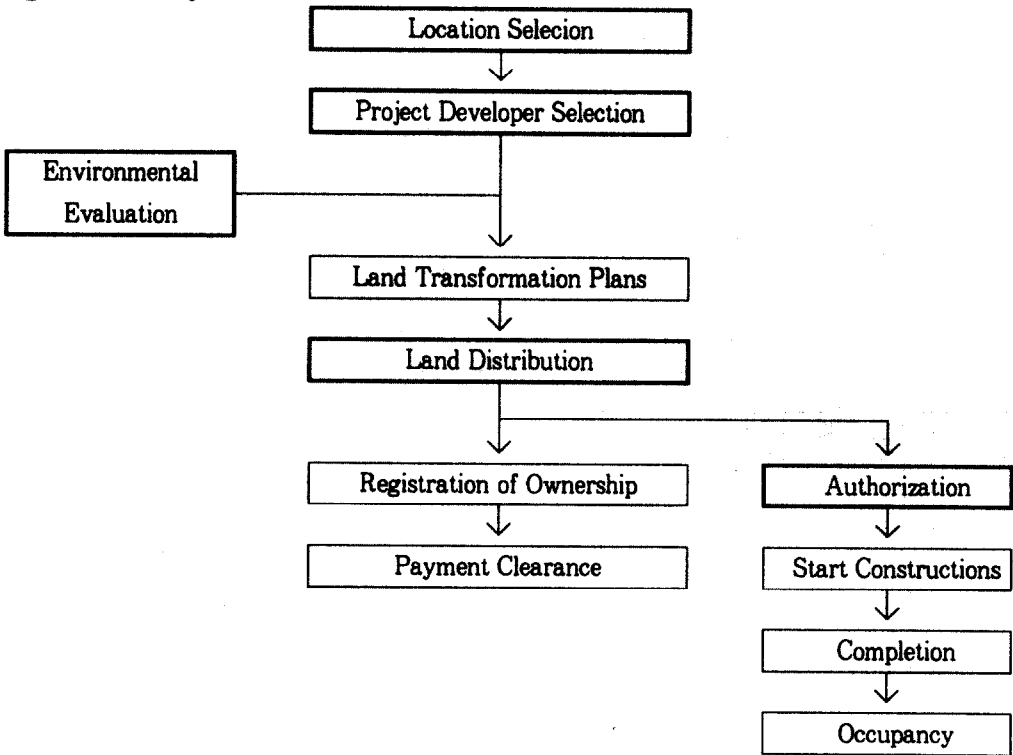 Location Selecion
Project Developer Selection
Environmental
Evaluation
Land Transformation Plans
Land Distribution
Registration of Ownership
Authorization
Payment Clearance
Start Constructions
Completion
Occupancy